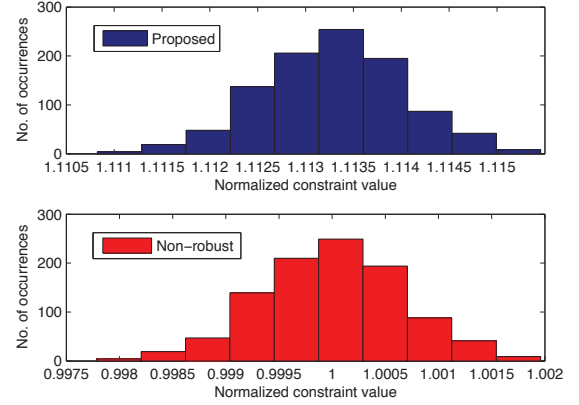 300
200
100
0
No. of occurrences
Proposed
1.1105 1.111 1.1115 1.112 1.1125 1.113 1.1135 1.114 1.1145 1.115
Normalized constraint value
300
200
100
0
No. of occurrences
Non-robust
0.9975 0.998 0.9985 0.999 0.9995 1 1.0005 1.001 1.0015 1.002
Normalized constraint value